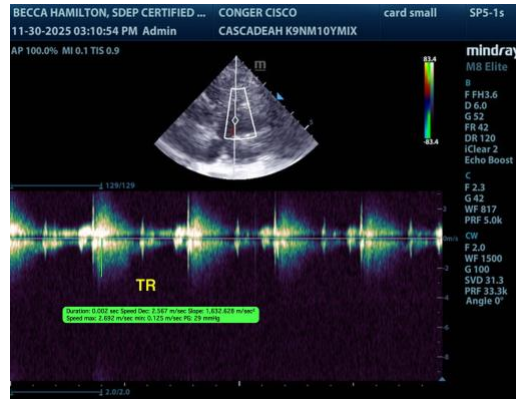 BECCA HAMILTON, SDEP CERTIFIED ... CONGER CISCO card small SP5-1s
11-30-2025 03:10:54 PM Admin CASCADEAH K9NM10YMIX
AP 100.0% MI 0.1 TIS 0.9
mindray
M8 Elite
m
83.4
-83.4
B
F FH3.6
D 6.0
G 52
FR 42
DR 120
iClear 2
Echo Boost
C
F 2.3
G 42
WF 817
PRF 5.0k
CW
F 2.0
WF 1500
G 100
SVD 31.3
PRF 33.3k
Angle 0°
129/129
0m/s
-3
-4
-6
-8
TR
Duration: 0.002 sec Speed Dec: 2.567 m/sec Slope: 1,632.628 m/sec²
Speed max: 2.692 m/sec min: 0.125 m/sec PG: 29 mmHg
2.0/2.0